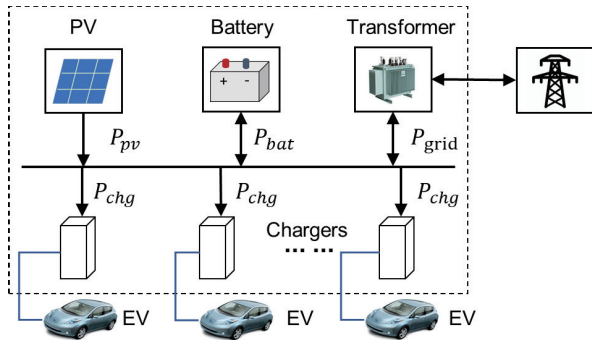 PV Battery Transformer
+ -
P_pv P_bat P_grid
P_chg P_chg P_chg
Chargers
... ...
EV EV EV